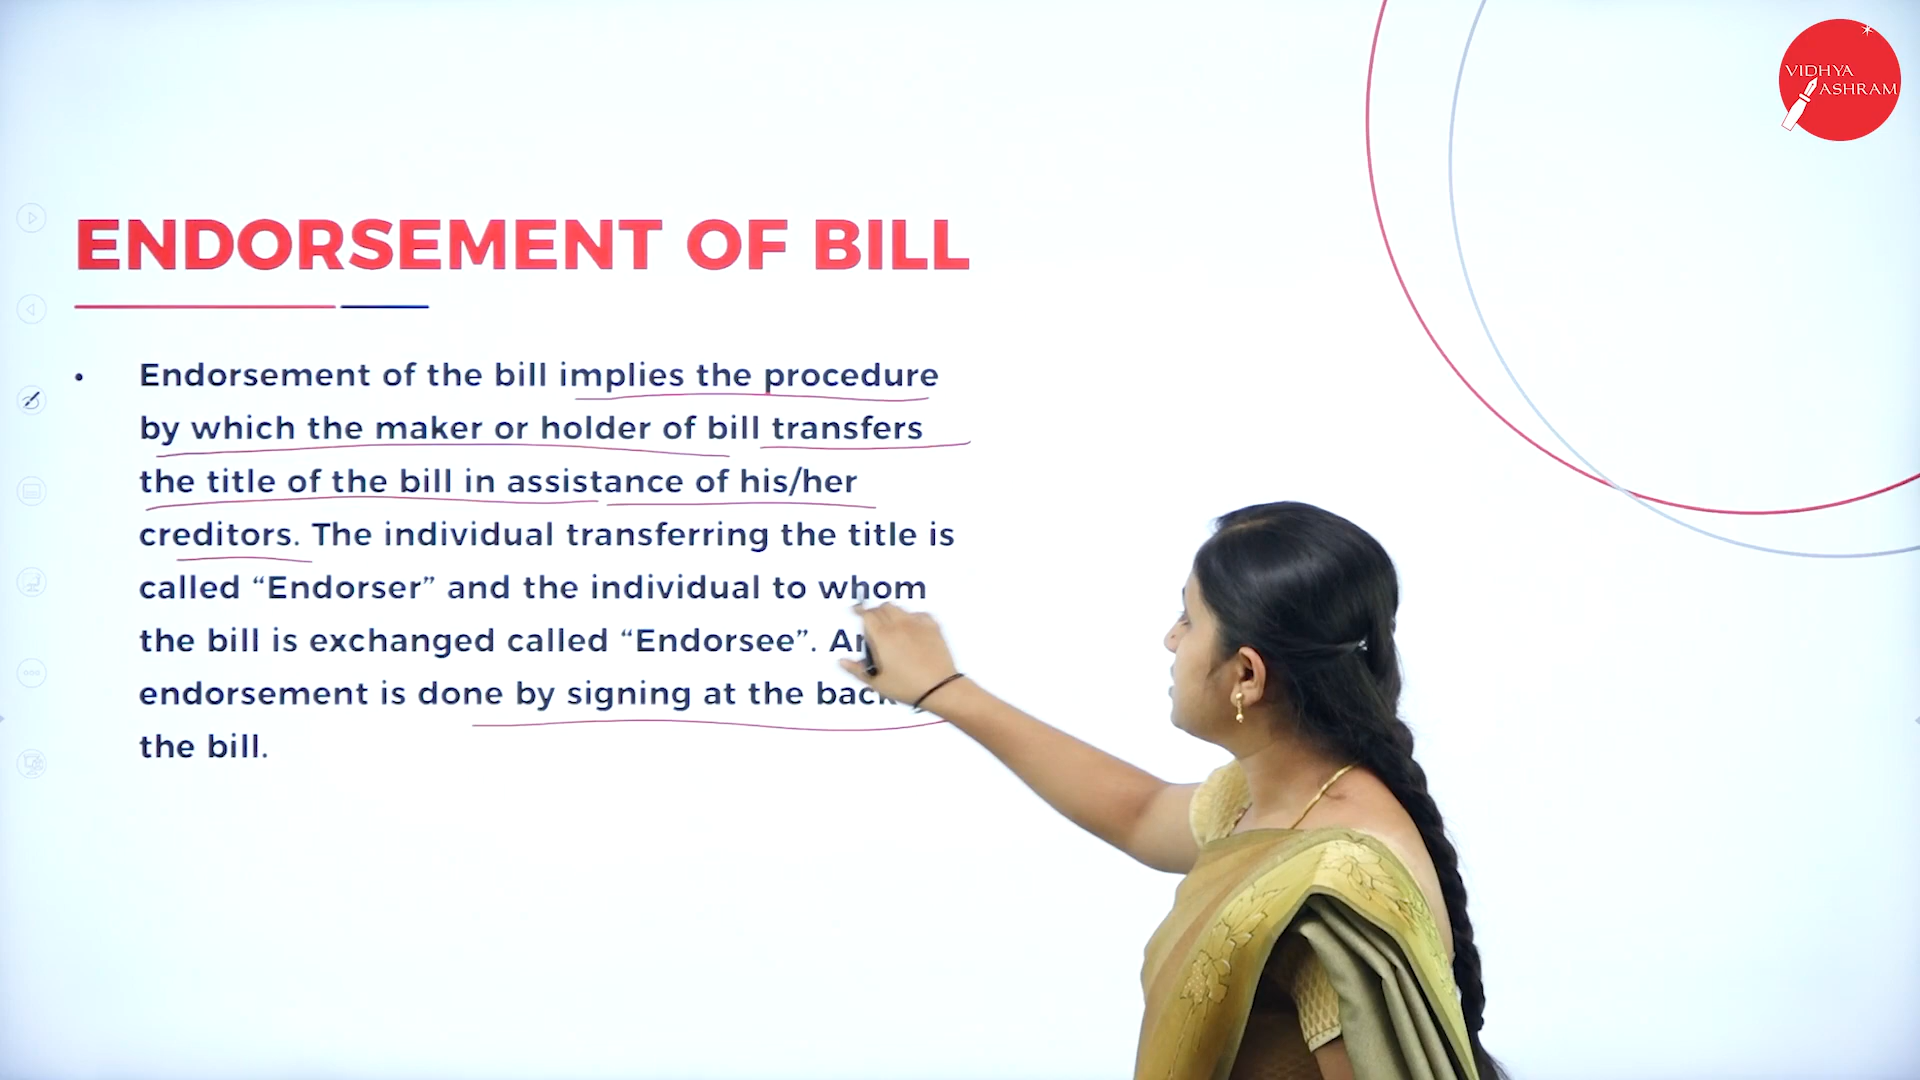 VIDHYA
ASHRAM
ENDORSEMENT OF BILL
• Endorsement of the bill implies the procedure
by which the maker or holder of bill transfers
the title of the bill in assistance of his/her
creditors. The individual transferring the title is
called “Endorser” and the individual to whom
the bill is exchanged called “Endorsee”.
endorsement is done by signing at the back
the bill.